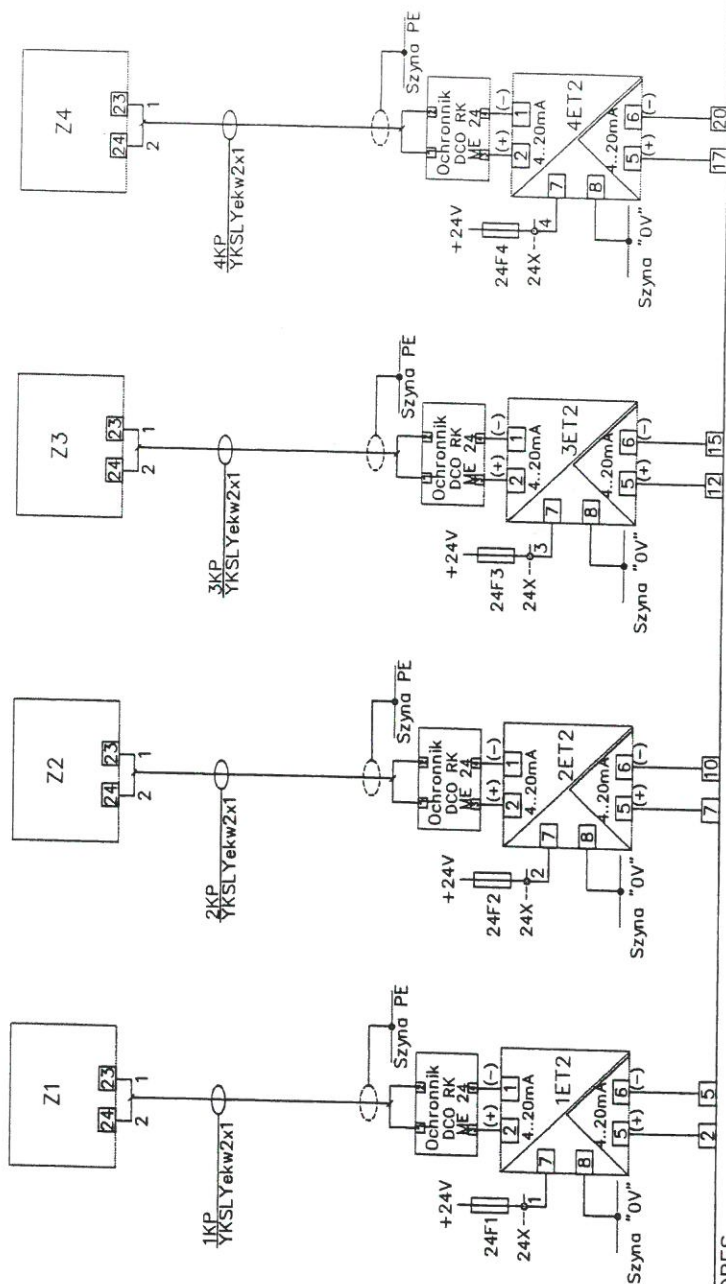 Z1
24 23
2 1
1KP
YKSLYekw2x1
Szyna PE
Ochronnik
DCO RK
ME 24
(+) (-)
2 1
4..20mA
1ET2
+24V
24F1
24X
1
7
8
4..20mA
5 6
(+) (-)
Szyna "0V"
2 5
Z2
24 23
2 1
2KP
YKSLYekw2x1
Szyna PE
Ochronnik
DCO RK
ME 24
(+) (-)
2 1
4..20mA
2ET2
+24V
24F2
24X
2
7
8
4..20mA
5 6
(+) (-)
Szyna "0V"
7 10
Z3
24 23
2 1
3KP
YKSLYekw2x1
Szyna PE
Ochronnik
DCO RK
ME 24
(+) (-)
2 1
4..20mA
3ET2
+24V
24F3
24X
3
7
8
4..20mA
5 6
(+) (-)
Szyna "0V"
12 15
Z4
24 23
2 1
4KP
YKSLYekw2x1
Szyna PE
Ochronnik
DCO RK
ME 24
(+) (-)
2 1
4..20mA
4ET2
+24V
24F4
24X
4
7
8
4..20mA
5 6
(+) (-)
Szyna "0V"
17 20